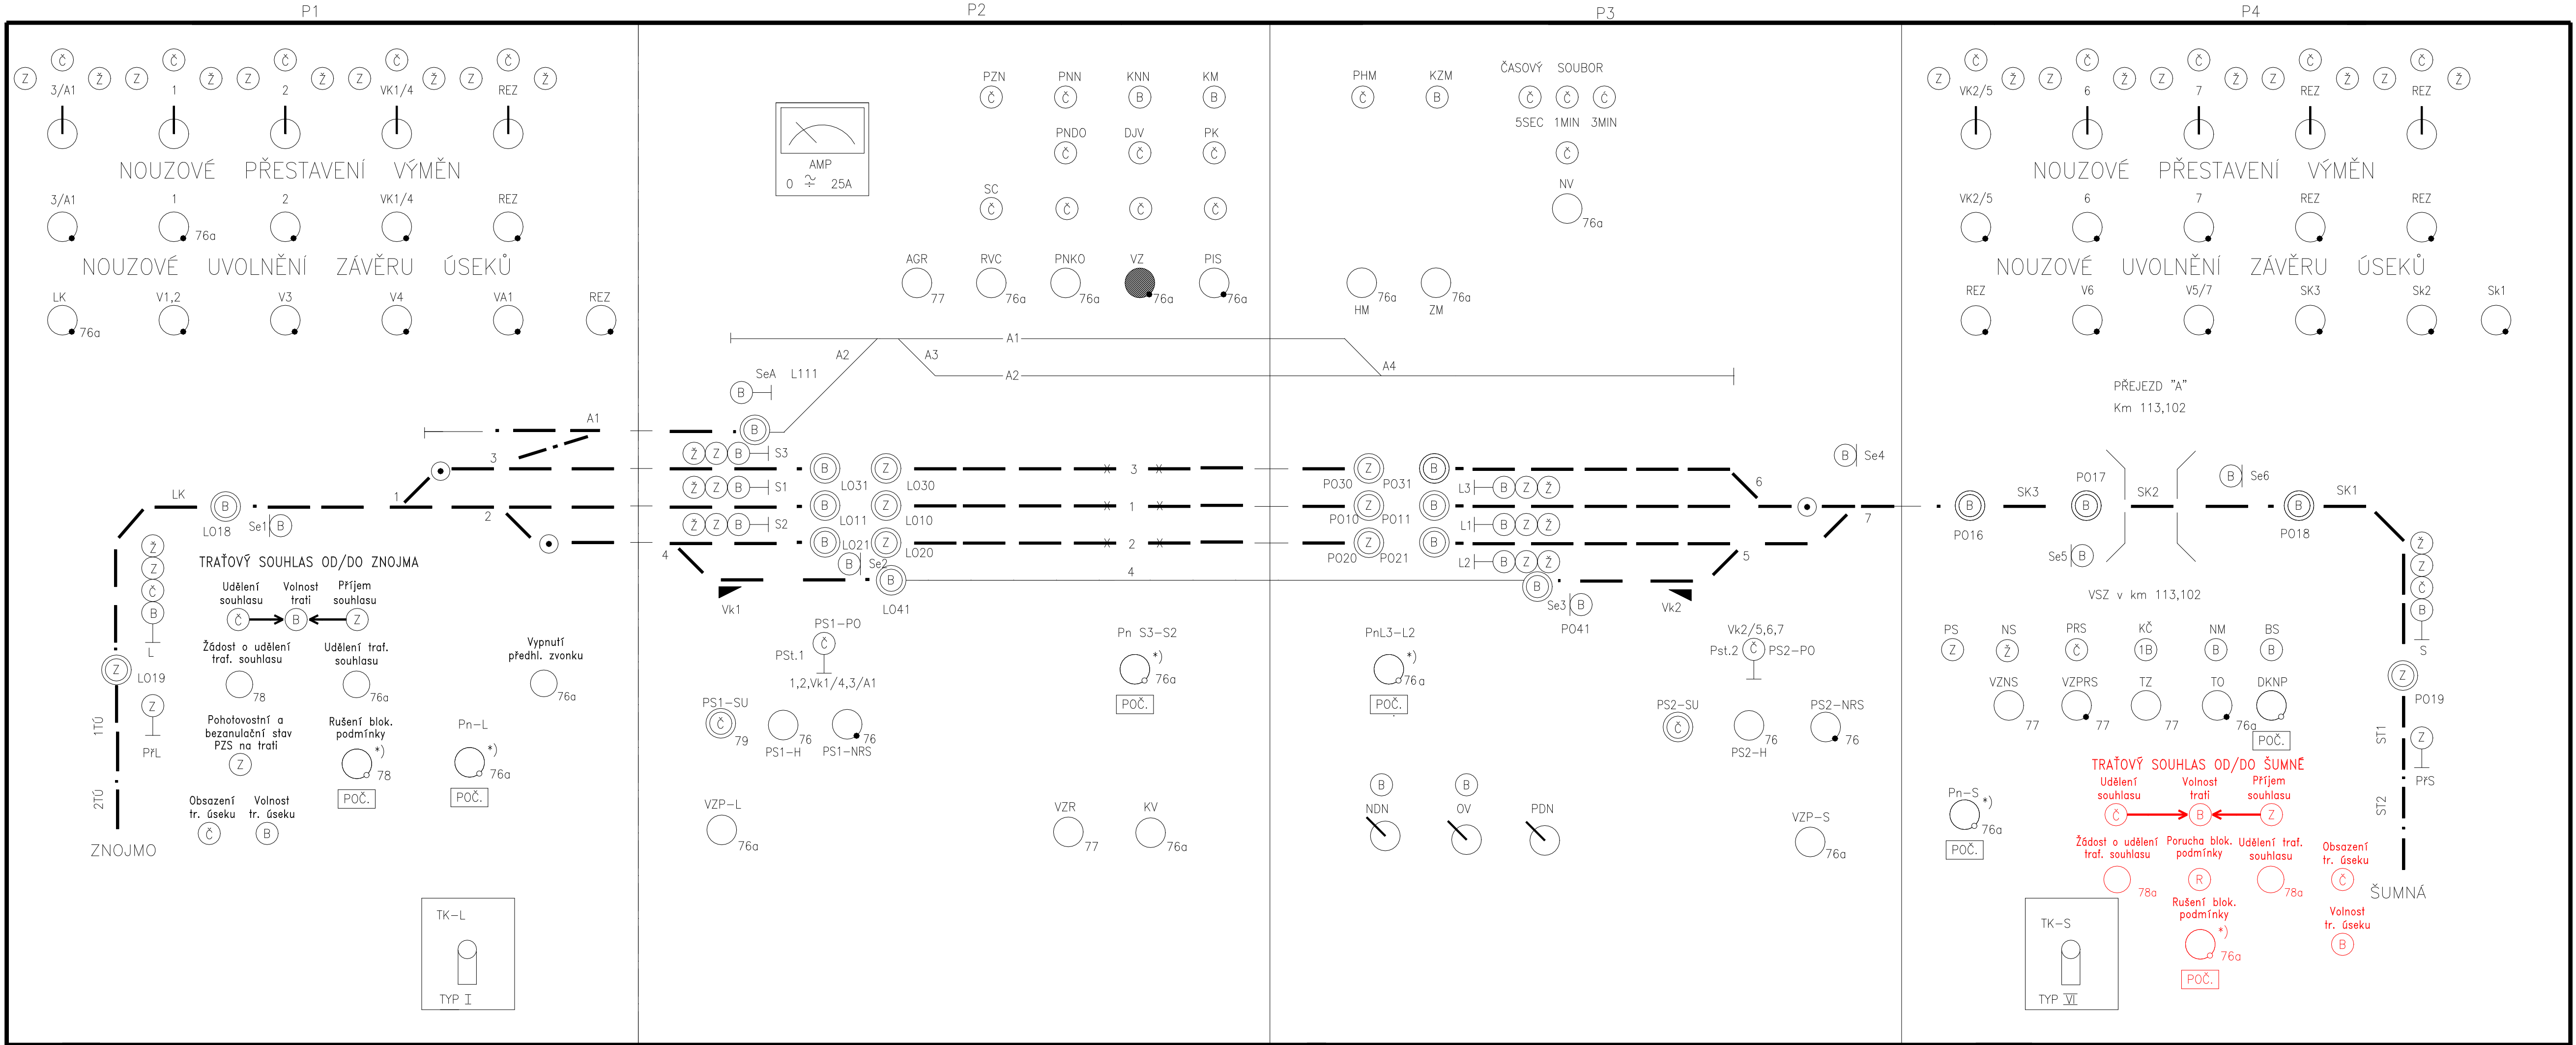 P1
P2
P3
P4
Č Č Č Č Č
Z Ž Z Ž Z Ž Z Ž Z Ž
3/A1 1 2 VK1/4 REZ
NOUZOVÉ PŘESTAVENÍ VÝMĚN
3/A1 1 2 VK1/4 REZ
76a
NOUZOVÉ UVOLNĚNÍ ZÁVĚRU ÚSEKŮ
LK V1,2 V3 V4 VA1 REZ
76a
A1
3
LK
1
2
B
LO18
Se1 B
Ž
Z
Č
B
L
TRAŤOVÝ SOUHLAS OD/DO ZNOJMA
Udělení souhlasu
Volnost trati
Příjem souhlasu
Č B Z
Žádost o udělení
trať. souhlasu
78
Udělení trať.
souhlasu
76a
Vypnutí
předhl. zvonku
76a
Z
LO19
Z
PřL
1TÚ
2TÚ
ZNOJMO
Pohotovostní a
bezanulační stav
PZS na trati
Z
Rušení blok.
podmínky
*)
78
POČ.
Pn-L
*)
76a
POČ.
Obsazení
tr. úseku
Č
Volnost
tr. úseku
B
TK-L
TYP I
AMP
0 25A
PZN PNN KNN KM
Č Č B B
PNDO DJV PK
Č Č Č
SC
Č Č Č Č
AGR RVC PNKO VZ PIS
77 76a 76a 76a 76a
A1
A2 A3
A2
SeA L111
B
B
Ž Z B S3
B Z
LO31 LO30
3
Ž Z B S1
B Z
LO11 LO10
1
Ž Z B S2
B Z
LO21 LO20
2
4
B Se2
B
LO41
4
Vk1
PS1-PO
PSt.1 Č
1,2,Vk1/4,3/A1
Pn S3-S2
*)
76a
POČ.
PS1-SU
Č
79
76
PS1-H
76
PS1-NRS
VZP-L
76a
VZR
77
KV
76a
PHM KZM
Č B
ČASOVÝ SOUBOR
Č Č Ć
5SEC 1MIN 3MIN
Č
NV
76a
76a 76a
HM ZM
A4
Z B
PO30 PO31
L3 B Z Ž
Z B
PO10 PO11
L1 B Z Ž
Z B
PO20 PO21
L2 B Z Ž
B Se4
6
7
5
B
Se3 B
PO41
Vk2
PnL3-L2
*)
76a
POČ.
Vk2/5,6,7
Pst.2 Č PS2-PO
PS2-SU
Č
76
PS2-H
PS2-NRS
76
B B
NDN OV PDN
VZP-S
76a
Č Č Č Č Č
Z Ž Z Ž Z Ž Z Ž Z Ž
VK2/5 6 7 REZ REZ
NOUZOVÉ PŘESTAVENÍ VÝMĚN
VK2/5 6 7 REZ REZ
NOUZOVÉ UVOLNĚNÍ ZÁVĚRU ÚSEKŮ
REZ V6 V5/7 SK3 Sk2 Sk1
PŘEJEZD "A"
Km 113,102
B SK3 B SK2 B Se6 B SK1
PO16 PO17 PO18
Se5 B
VSZ v km 113,102
Ž
Z
Č
B
S
PS NS PRS KČ NM BS
Z Ž Č 1B B B
VZNS VZPRS TZ TO DKNP
77 77 77 76a
POČ.
Z
PO19
Z
PřS
ST1
ST2
TRAŤOVÝ SOUHLAS OD/DO ŠUMNÉ
Udělení souhlasu
Volnost trati
Příjem souhlasu
Č B Z
Pn-S
*)
76a
POČ.
Žádost o udělení
trať. souhlasu
78a
Porucha blok.
podmínky
R
Udělení trať.
souhlasu
78a
Obsazení
tr. úseku
Č
ŠUMNÁ
Rušení blok.
podmínky
*)
76a
POČ.
Volnost
tr. úseku
B
TK-S
TYP VI